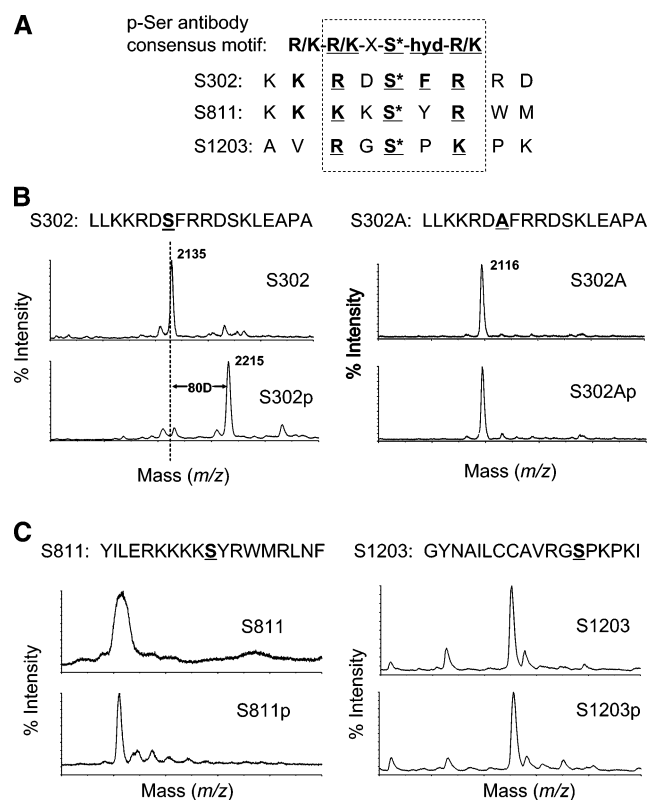 A
p-Ser antibody
consensus motif: R/K-R/K-X-S*-hyd-R/K
S302: K K R D S* F R R D
S811: K K K K S* Y R W M
S1203: A V R G S* P K P K
B
S302: LLKKRDSFRRDSKLEAPA
S302A: LLKKRDAFRRDSKLEAPA
2135
S302
2116
S302A
% Intensity
% Intensity
2215
80D
S302p
S302Ap
Mass (m/z)
Mass (m/z)
C
S811: YILERKKKKSYRWMRLNF
S1203: GYNAILCCAVRGSPKPKI
S811
S1203
% Intensity
% Intensity
S811p
S1203p
Mass (m/z)
Mass (m/z)